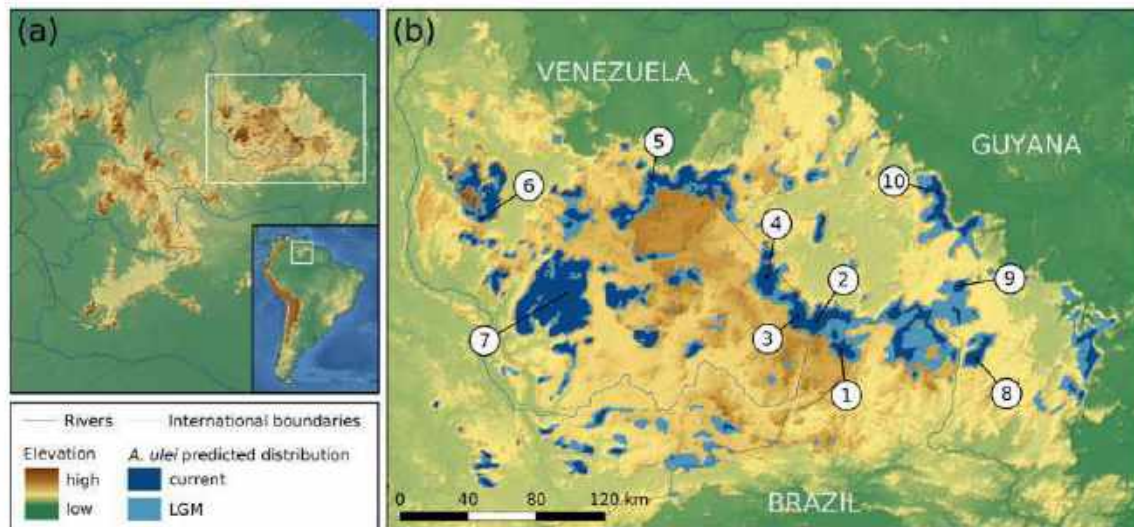 (a)
(b)
VENEZUELA
GUYANA
5
6
10
4
2
9
7
3
1
8
Rivers
International boundaries
Elevation
A. ulei predicted distribution
high
current
low
LGM
0 40 80 120 km
BRAZIL